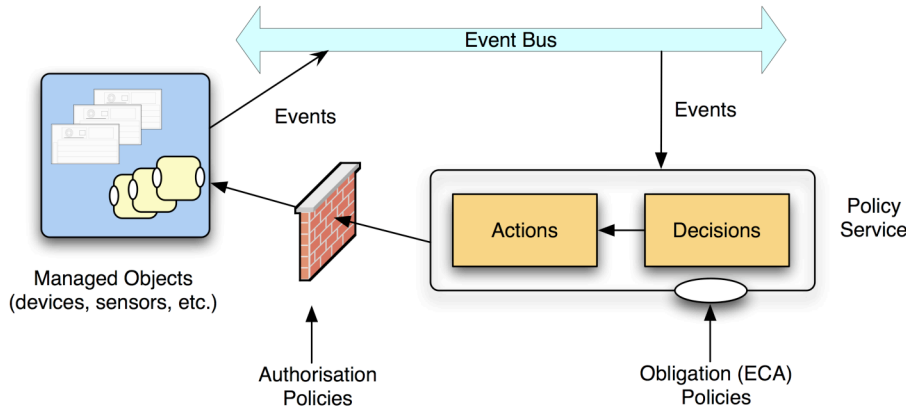 Event Bus
Events
Events
Actions
Decisions
Policy
Service
Managed Objects
(devices, sensors, etc.)
Authorisation
Policies
Obligation (ECA)
Policies